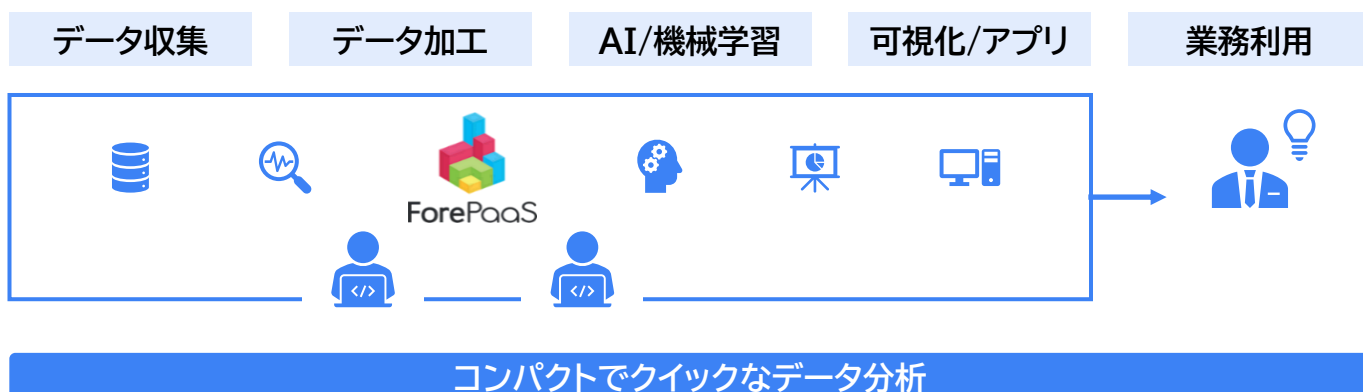 データ収集
データ加工
AI/機械学習
可視化/アプリ
業務利用
ForePaaS
</>
</>
コンパクトでクイックなデータ分析